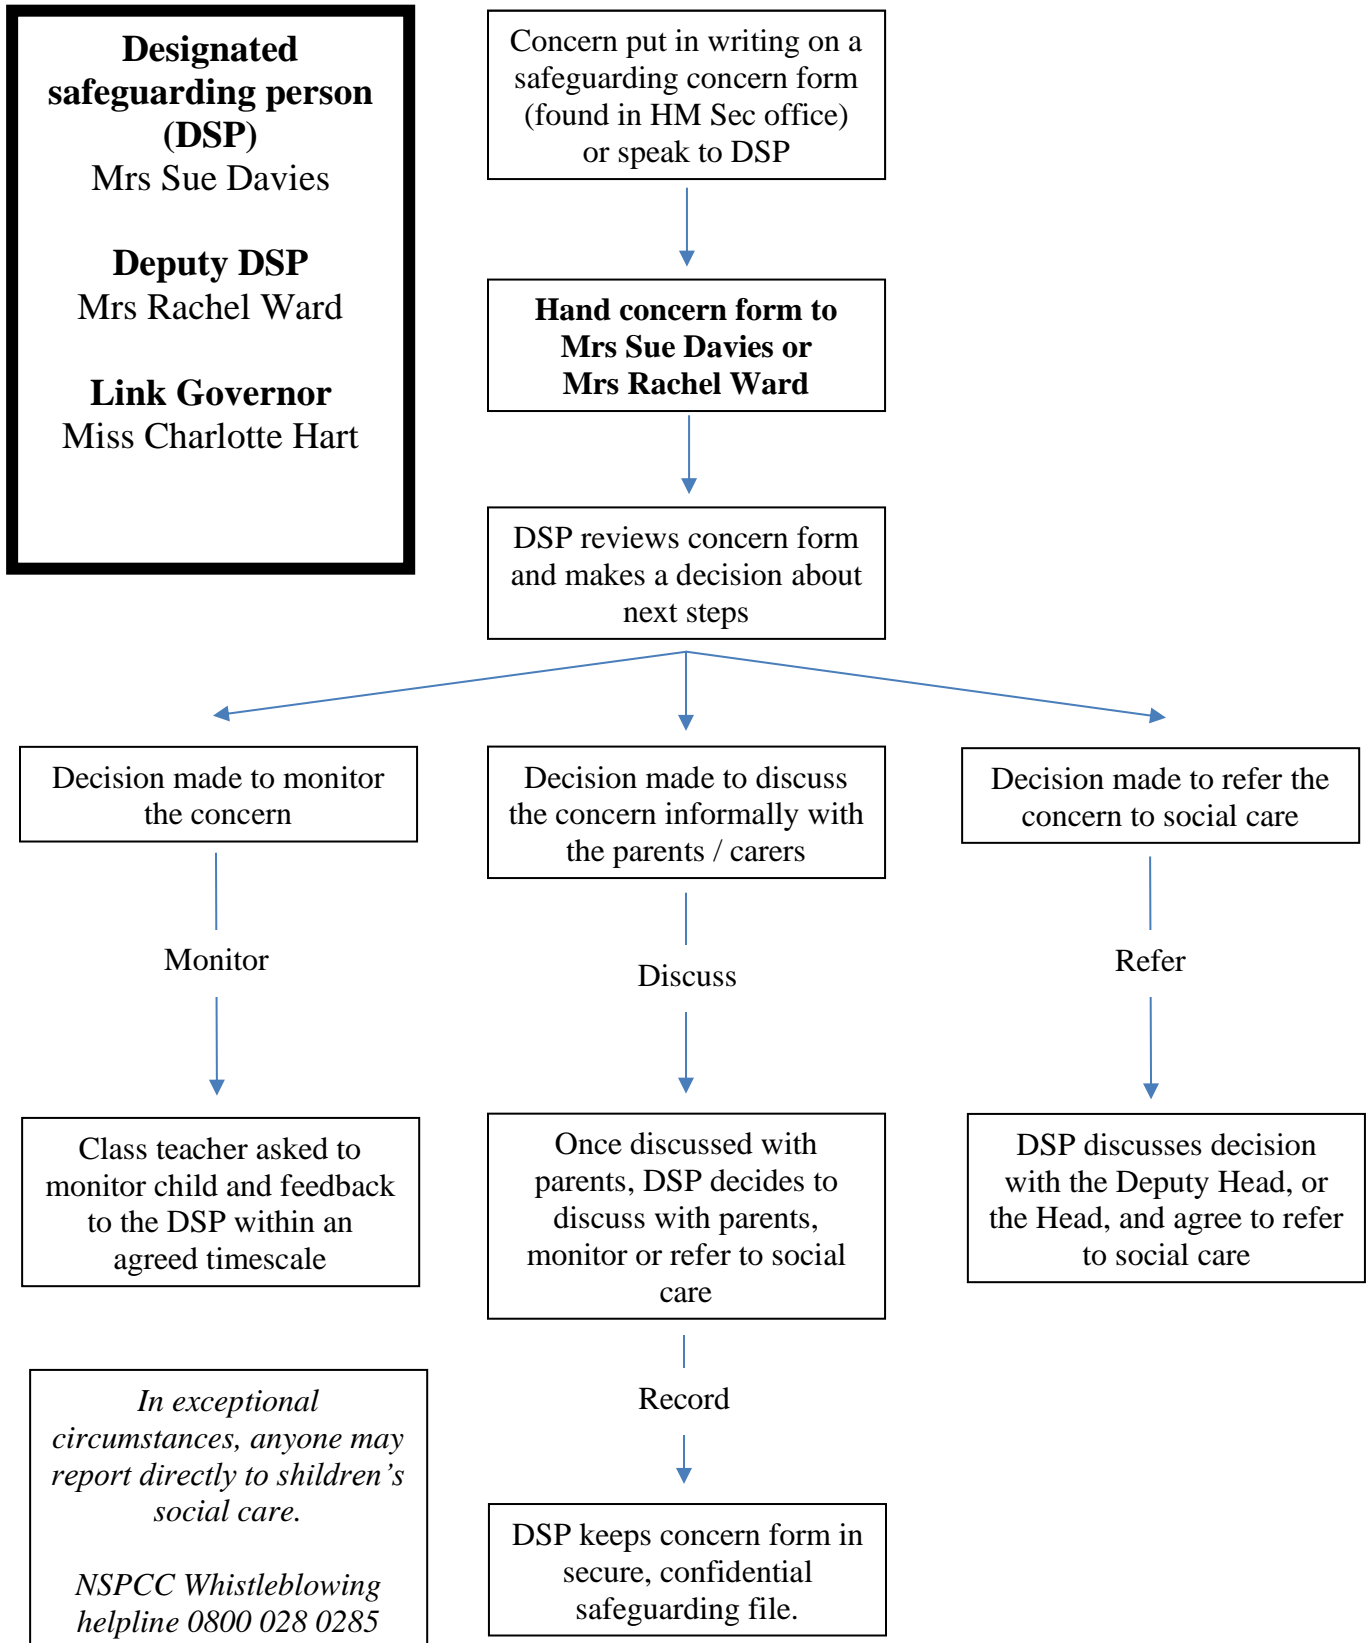 Designated
safeguarding person
(DSP)
Mrs Sue Davies
Deputy DSP
Mrs Rachel Ward
Link Governor
Miss Charlotte Hart
Concern put in writing on a
safeguarding concern form
(found in HM Sec office)
or speak to DSP
Hand concern form to
Mrs Sue Davies or
Mrs Rachel Ward
DSP reviews concern form
and makes a decision about
next steps
Decision made to monitor
the concern
Decision made to discuss
the concern informally with
the parents / carers
Decision made to refer the
concern to social care
Monitor
Discuss
Refer
Class teacher asked to
monitor child and feedback
to the DSP within an
agreed timescale
Once discussed with
parents, DSP decides to
discuss with parents,
monitor or refer to social
care
DSP discusses decision
with the Deputy Head, or
the Head, and agree to refer
to social care
Record
In exceptional
circumstances, anyone may
report directly to shildren’s
social care.
NSPCC Whistleblowing
helpline 0800 028 0285
DSP keeps concern form in
secure, confidential
safeguarding file.